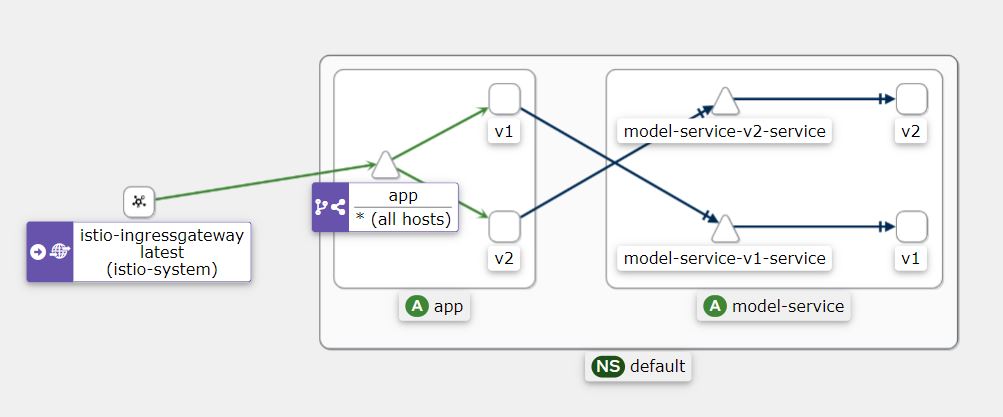 istio-ingressgateway
latest
(istio-system)
app
* (all hosts)
v1
v2
A app
model-service-v2-service
v2
model-service-v1-service
v1
A model-service
NS default